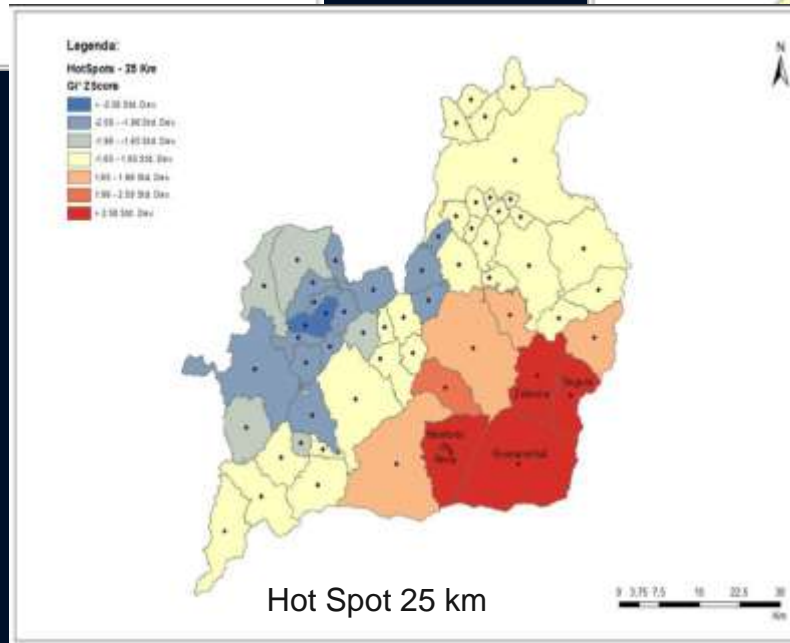 Legenda:
HotSpots - 25 Km
Gi* ZScore
< -2.58 Std. Dev
-2.58 - -1.96 Std. Dev
-1.96 - -1.65 Std. Dev
-1.65 - 1.65 Std. Dev
1.65 - 1.96 Std. Dev
1.96 - 2.58 Std. Dev
> 2.58 Std. Dev
N
Hot Spot 25 km
0 3,75 7,5 15 22,5 30
Km